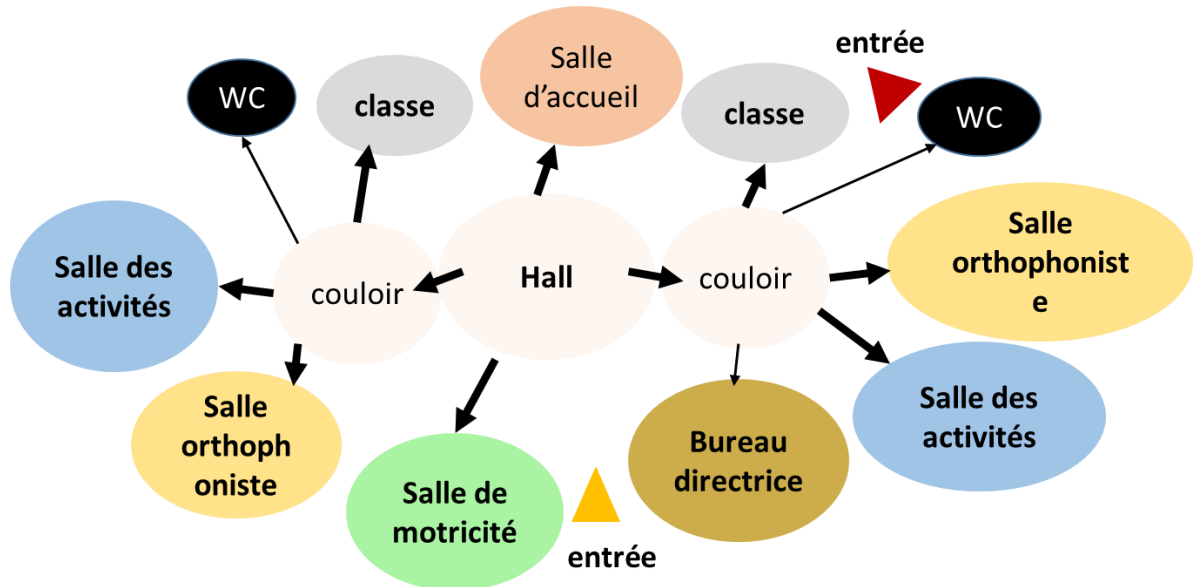 entrée
WC
classe
Salle
d’accueil
classe
WC
Salle des
activités
couloir
Hall
couloir
Salle
orthophonist
e
Salle
orthoph
oniste
Salle de
motricité
Bureau
directrice
Salle des
activités
entrée